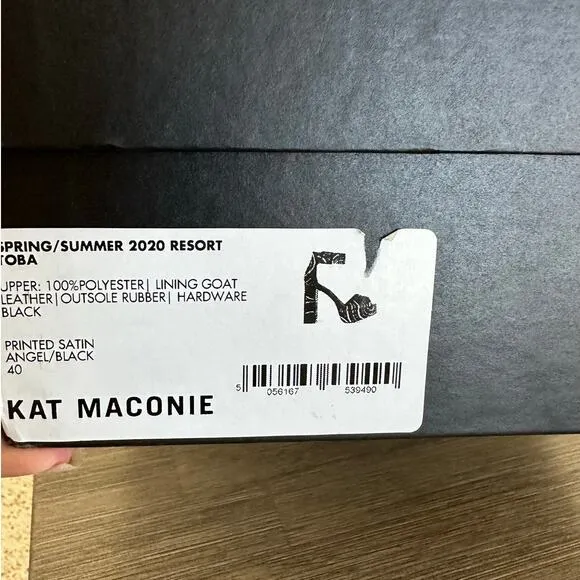 SPRING/SUMMER 2020 RESORT
TOBA
UPPER: 100%POLYESTER| LINING GOAT
LEATHER|OUTSOLE RUBBER| HARDWARE
BLACK
PRINTED SATIN
ANGEL/BLACK
40
5 056167 539490
KAT MACONIE